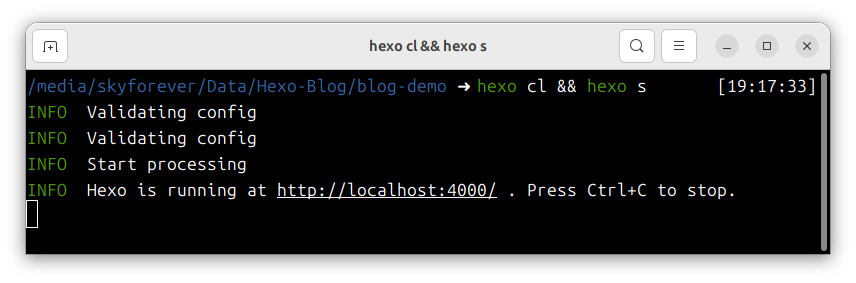 hexo cl && hexo s
/media/skyforever/Data/Hexo-Blog/blog-demo ➜ hexo cl && hexo s [19:17:33]
INFO  Validating config
INFO  Validating config
INFO  Start processing
INFO  Hexo is running at http://localhost:4000/ . Press Ctrl+C to stop.